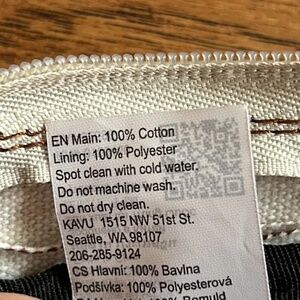 EN Main: 100% Cotton
Lining: 100% Polyester
Spot clean with cold water.
Do not machine wash.
Do not dry clean.
KAVU 1515 NW 51st St.
Seattle, WA 98107
206-285-9124
CS Hlavní: 100% Bavlna
Podšívka: 100% Polyesterová
100% Bomuld